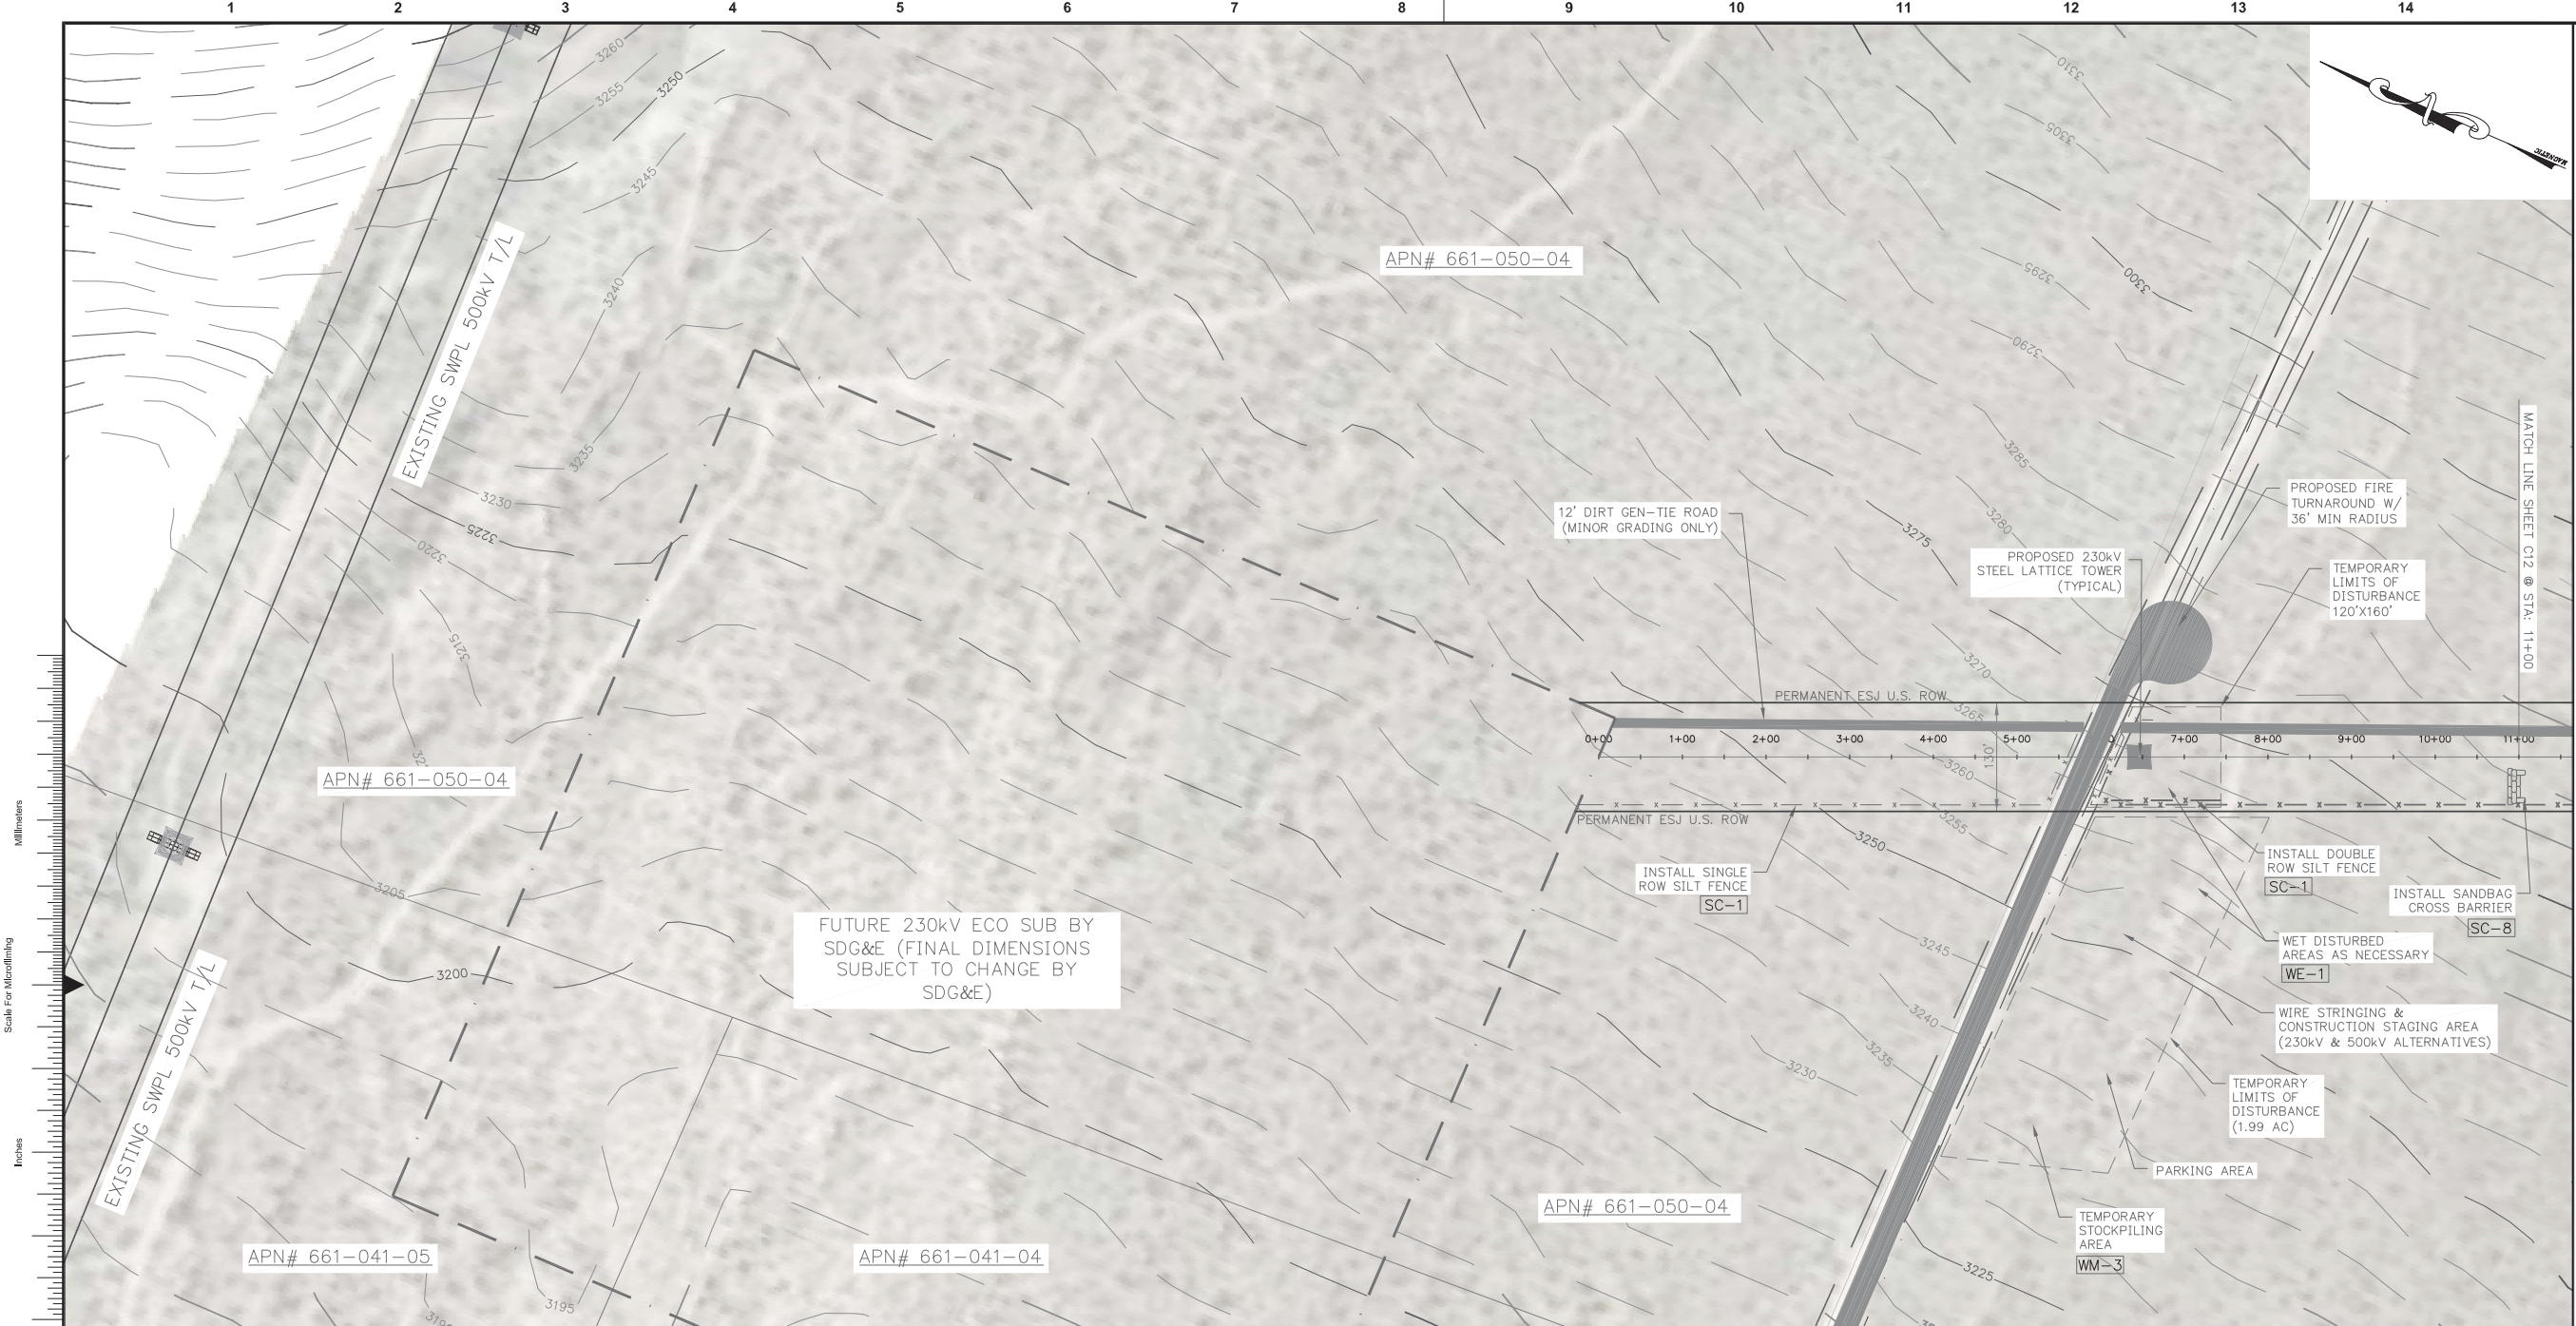 1 2 3 4 5 6 7 8 9 10 11 12 13 14
3260
3255
3250
3245
3240
3235
3230
3225
3220
3215
3205
3200
3195
3310
3305
3300
3295
3290
3285
3280
3275
3270
3265
3260
3255
3250
3245
3240
3235
3230
3225
MAGNETIC
EXISTING SWPL 500kV T/L
EXISTING SWPL 500kV T/L
APN# 661-050-04
APN# 661-050-04
APN# 661-050-04
APN# 661-041-05
APN# 661-041-04
FUTURE 230kV ECO SUB BY
SDG&E (FINAL DIMENSIONS
SUBJECT TO CHANGE BY
SDG&E)
12' DIRT GEN-TIE ROAD
(MINOR GRADING ONLY)
PROPOSED 230kV
STEEL LATTICE TOWER
(TYPICAL)
PROPOSED FIRE
TURNAROUND W/
36' MIN RADIUS
TEMPORARY
LIMITS OF
DISTURBANCE
120'X160'
MATCH LINE SHEET C12 @ STA: 11+00
PERMANENT ESJ U.S. ROW
0+00 1+00 2+00 3+00 4+00 5+00 7+00 8+00 9+00 10+00 11+00
130'
PERMANENT ESJ U.S. ROW
INSTALL SINGLE
ROW SILT FENCE
SC-1
INSTALL DOUBLE
ROW SILT FENCE
SC-1
INSTALL SANDBAG
CROSS BARRIER
SC-8
WET DISTURBED
AREAS AS NECESSARY
WE-1
WIRE STRINGING &
CONSTRUCTION STAGING AREA
(230kV & 500kV ALTERNATIVES)
TEMPORARY
LIMITS OF
DISTURBANCE
(1.99 AC)
PARKING AREA
TEMPORARY
STOCKPILING
AREA
WM-3
Millimeters
Scale For Microfilming
Inches